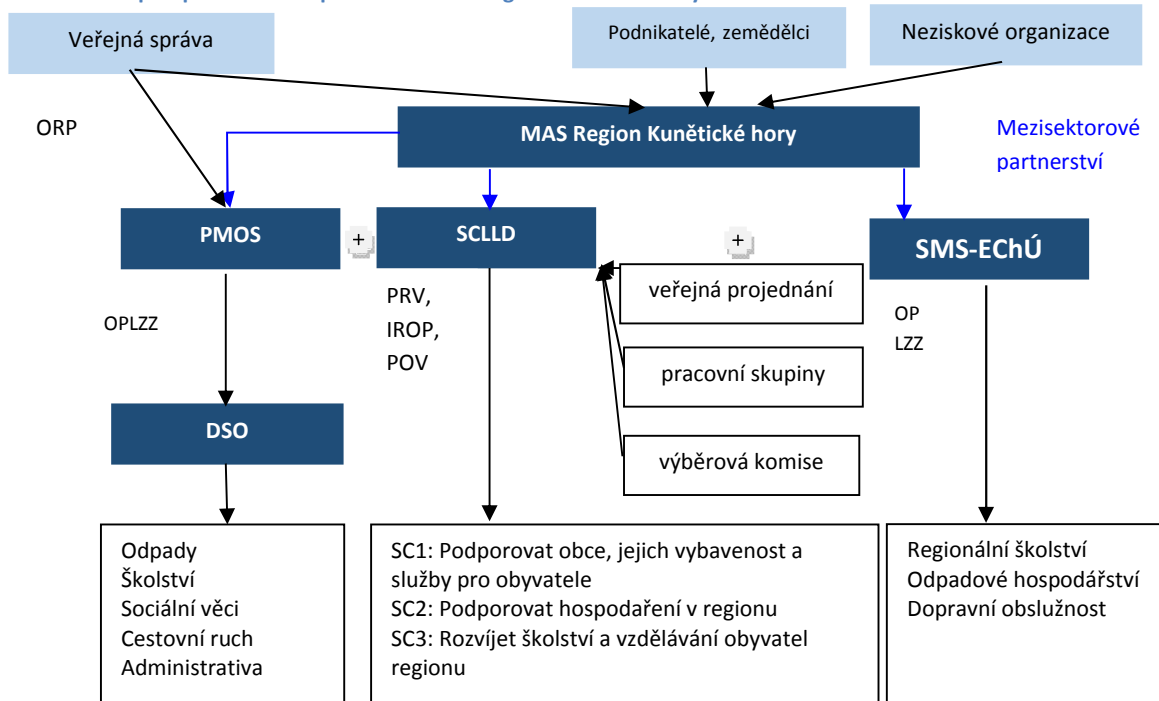 Veřejná správa
Podnikatelé, zemědělci
Neziskové organizace
ORP
MAS Region Kunětické hory
Mezisektorové
partnerství
PMOS
+
SCLLD
+
SMS-EChÚ
veřejná projednání
PRV,
IROP,
POV
OPLZZ
OP
LZZ
pracovní skupiny
DSO
výběrová komise
Odpady
Školství
Sociální věci
Cestovní ruch
Administrativa
SC1: Podporovat obce, jejich vybavenost a
služby pro obyvatele
SC2: Podporovat hospodaření v regionu
SC3: Rozvíjet školství a vzdělávání obyvatel
regionu
Regionální školství
Odpadové hospodářství
Dopravní obslužnost